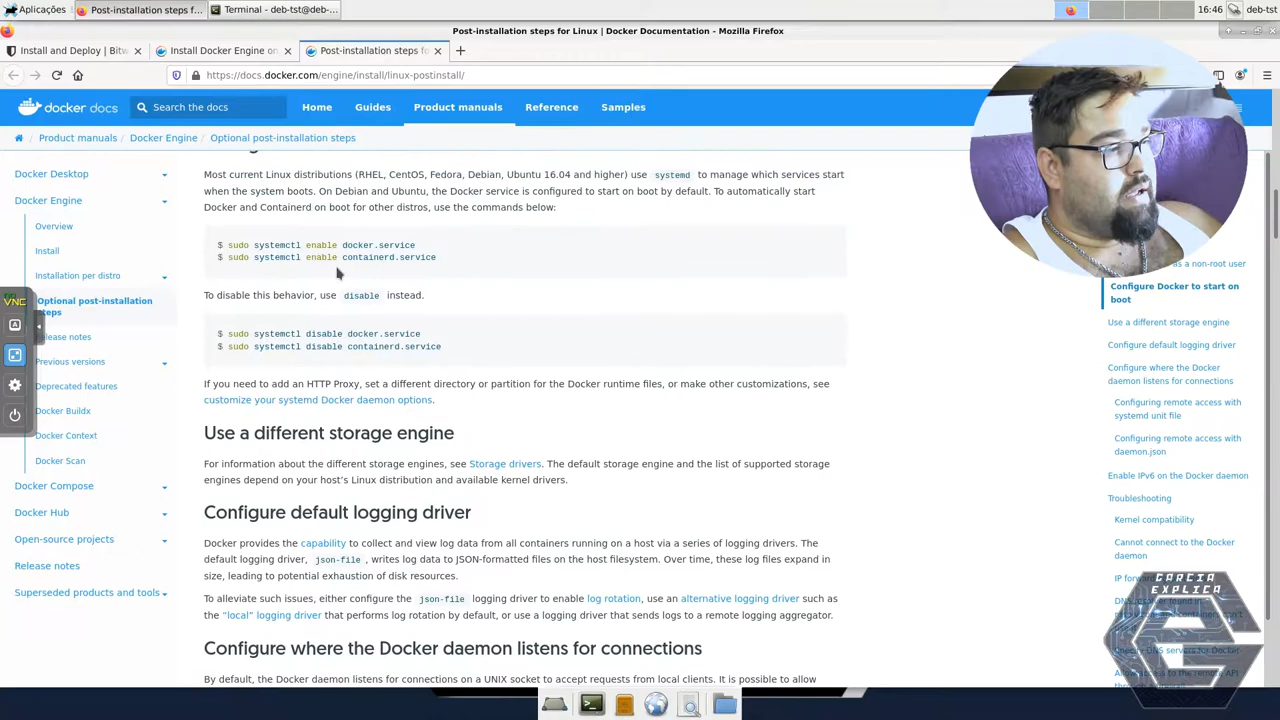 Aplicações
Post-installation steps f...
Terminal - deb-tst@deb-...
16:46
deb-tst
Post-installation steps for Linux | Docker Documentation - Mozilla Firefox
Install and Deploy | Bitw
Install Docker Engine on
Post-installation steps fo
https://docs.docker.com/engine/install/linux-postinstall/
docker docs
Search the docs
Home
Guides
Product manuals
Reference
Samples
Product manuals / Docker Engine / Optional post-installation steps
Docker Desktop
Docker Engine
Overview
Install
Installation per distro
Optional post-installation
steps
Release notes
Previous versions
Deprecated features
Docker Buildx
Docker Context
Docker Scan
Docker Compose
Docker Hub
Open-source projects
Release notes
Superseded products and tools
VNC
Most current Linux distributions (RHEL, CentOS, Fedora, Debian, Ubuntu 16.04 and higher) use systemd to manage which services start
when the system boots. On Debian and Ubuntu, the Docker service is configured to start on boot by default. To automatically start
Docker and Containerd on boot for other distros, use the commands below:
$ sudo systemctl enable docker.service
$ sudo systemctl enable containerd.service
To disable this behavior, use disable instead.
$ sudo systemctl disable docker.service
$ sudo systemctl disable containerd.service
If you need to add an HTTP Proxy, set a different directory or partition for the Docker runtime files, or make other customizations, see
customize your systemd Docker daemon options.
Use a different storage engine
For information about the different storage engines, see Storage drivers. The default storage engine and the list of supported storage
engines depend on your host's Linux distribution and available kernel drivers.
Configure default logging driver
Docker provides the capability to collect and view log data from all containers running on a host via a series of logging drivers. The
default logging driver, json-file , writes log data to JSON-formatted files on the host filesystem. Over time, these log files expand in
size, leading to potential exhaustion of disk resources.
To alleviate such issues, either configure the json-file logging driver to enable log rotation, use an alternative logging driver such as
the “local” logging driver that performs log rotation by default, or use a logging driver that sends logs to a remote logging aggregator.
Configure where the Docker daemon listens for connections
By default, the Docker daemon listens for connections on a UNIX socket to accept requests from local clients. It is possible to allow
as a non-root user
Configure Docker to start on
boot
Use a different storage engine
Configure default logging driver
Configure where the Docker
daemon listens for connections
Configuring remote access with
systemd unit file
Configuring remote access with
daemon.json
Enable IPv6 on the Docker daemon
Troubleshooting
Kernel compatibility
Cannot connect to the Docker
daemon
IP forw
DNS
Specify DNS servers for Docker
Allow access to the remote API
GARCIA
EXPLICA